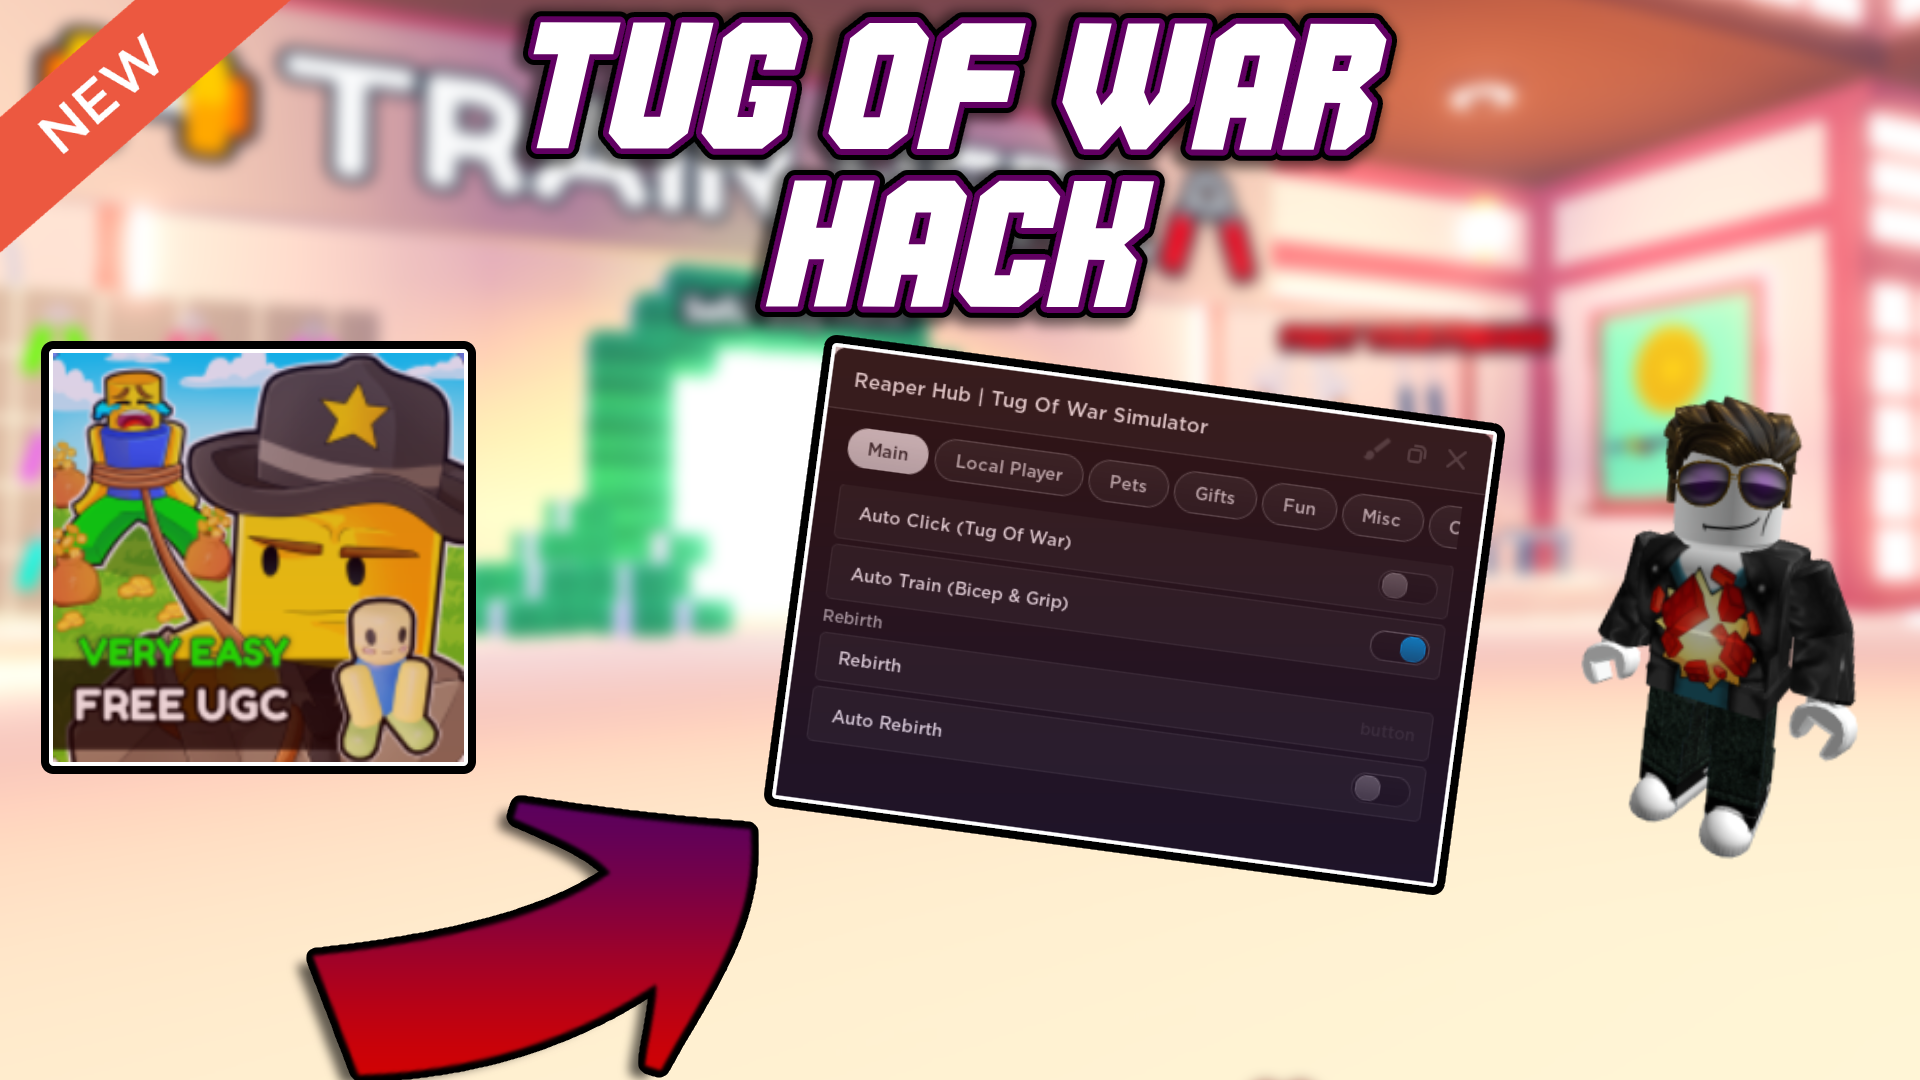 NEW
TUG OF WAR
HACK
VERY EASY
FREE UGC
Reaper Hub | Tug Of War Simulator
Main
Local Player
Pets
Gifts
Fun
Misc
Auto Click (Tug Of War)
Auto Train (Bicep & Grip)
Rebirth
Rebirth
button
Auto Rebirth